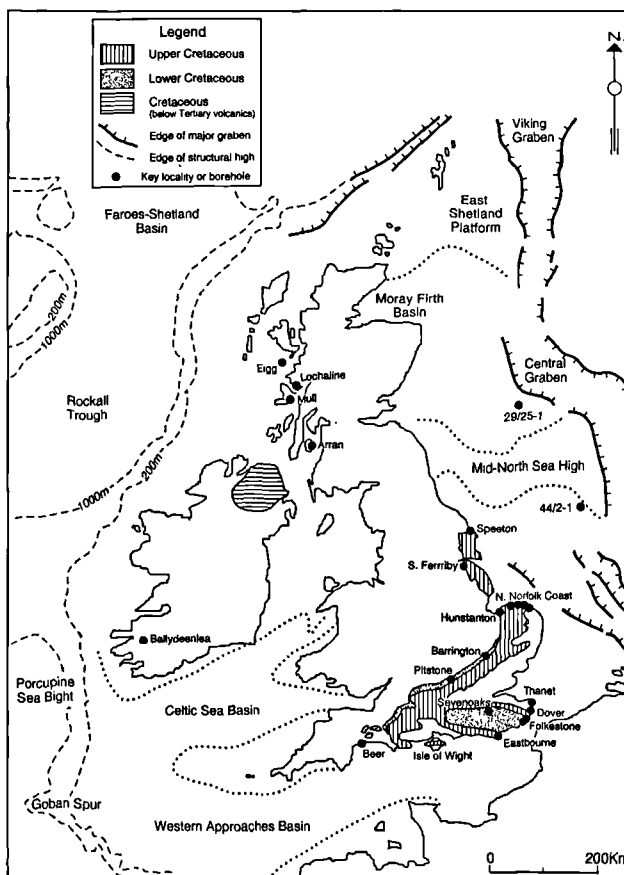 Legend
Upper Cretaceous
Lower Cretaceous
Cretaceous
(below Tertiary volcanics)
Edge of major graben
Edge of structural high
Key locality or borehole
N
Viking
Graben
Faroes-Shetland
Basin
East
Shetland
Platform
200m
1000m
Moray Firth
Basin
Eigg
Lochaline
Mull
Central
Graben
29/25-1
Rockall
Trough
Arran
200m
1000m
Mid-North Sea High
44/2-1
Speeton
S. Ferriby
N. Norfolk Coast
Hunstanton
Ballydeenlea
Barrington
Pitstone
Porcupine
Sea Bight
Thanet
Sevenoaks
Dover
Folkestone
Celtic Sea Basin
Eastbourne
Beer
Isle of Wight
Goban Spur
Western Approaches Basin
0
200Km